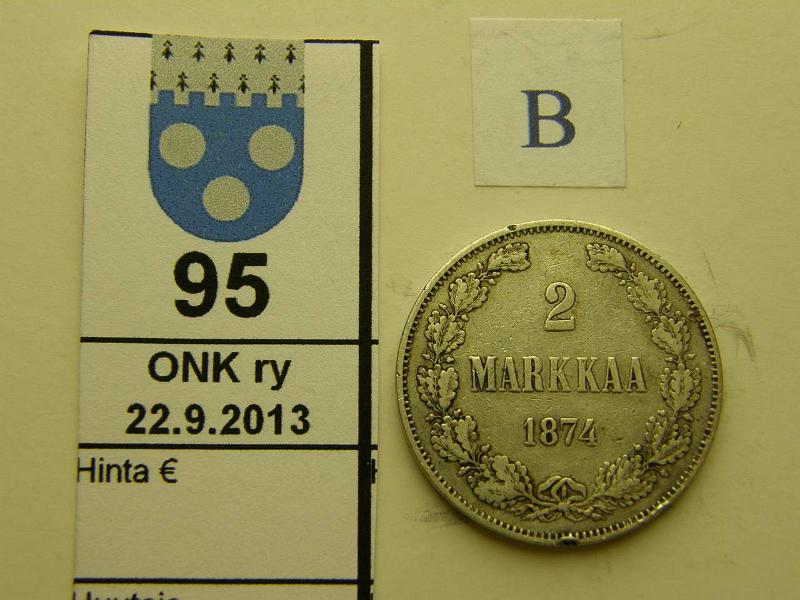 95
ONK ry
22.9.2013
Hinta €
B
2
MARKKAA
1874